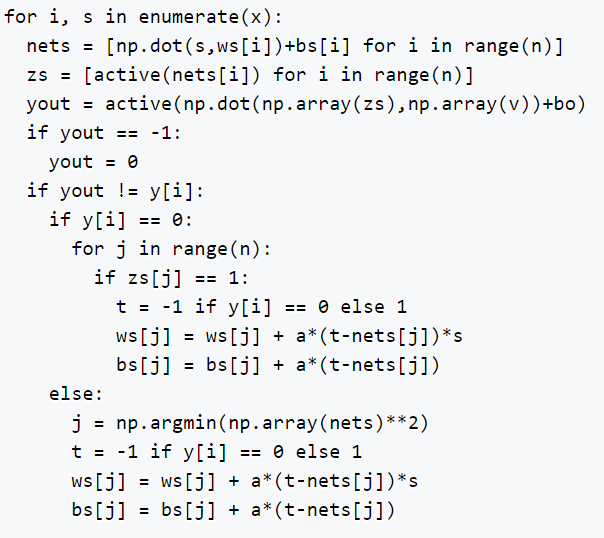 for i, s in enumerate(x):
  nets = [np.dot(s,ws[i])+bs[i] for i in range(n)]
  zs = [active(nets[i]) for i in range(n)]
  yout = active(np.dot(np.array(zs),np.array(v))+bo)
  if yout == -1:
    yout = 0
  if yout != y[i]:
    if y[i] == 0:
      for j in range(n):
        if zs[j] == 1:
          t = -1 if y[i] == 0 else 1
          ws[j] = ws[j] + a*(t-nets[j])*s
          bs[j] = bs[j] + a*(t-nets[j])
    else:
      j = np.argmin(np.array(nets)**2)
      t = -1 if y[i] == 0 else 1
      ws[j] = ws[j] + a*(t-nets[j])*s
      bs[j] = bs[j] + a*(t-nets[j])